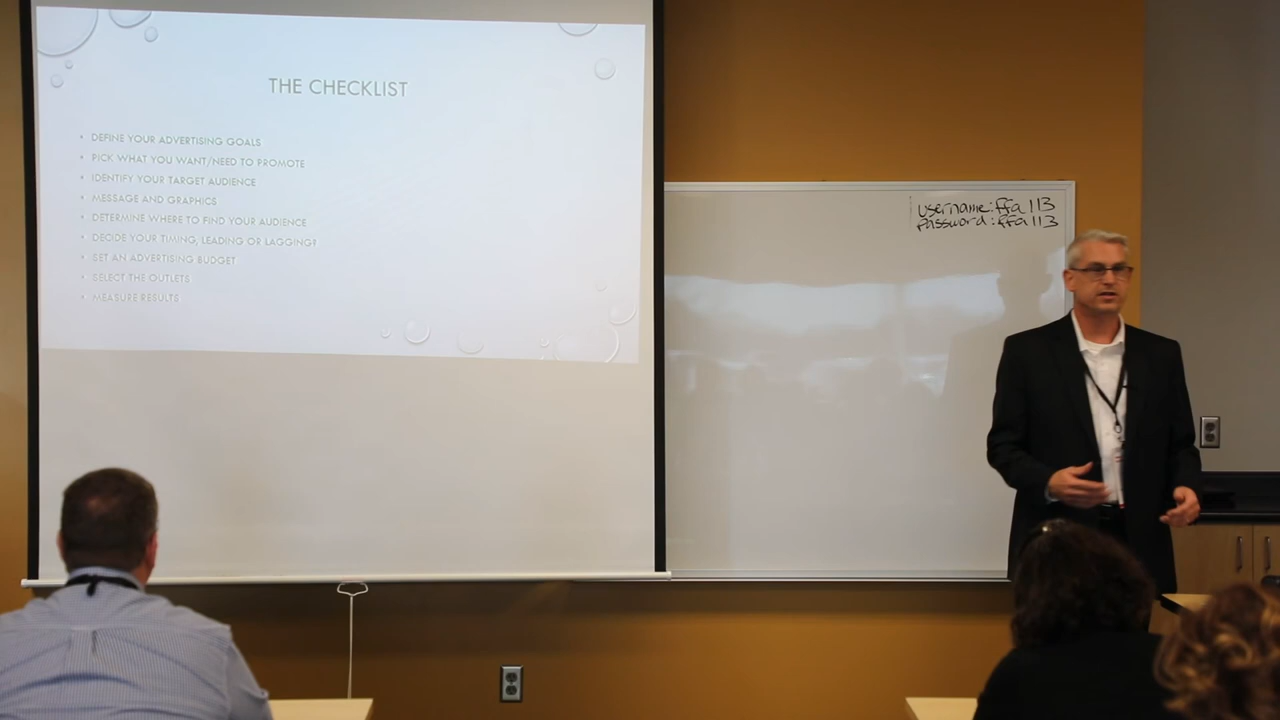 THE CHECKLIST
• DEFINE YOUR ADVERTISING GOALS
• PICK WHAT YOU WANT/NEED TO PROMOTE
• IDENTIFY YOUR TARGET AUDIENCE
• MESSAGE AND GRAPHICS
• DETERMINE WHERE TO FIND YOUR AUDIENCE
• DECIDE YOUR TIMING, LEADING OR LAGGING?
• SET AN ADVERTISING BUDGET
• SELECT THE OUTLETS
• MEASURE RESULTS
username: ffa113
password: ffa113